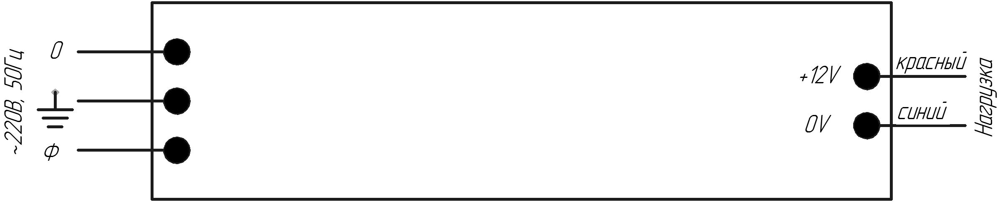 ~220В, 50Гц
0
Ф
+12V
0V
красный
синий
Нагрузка